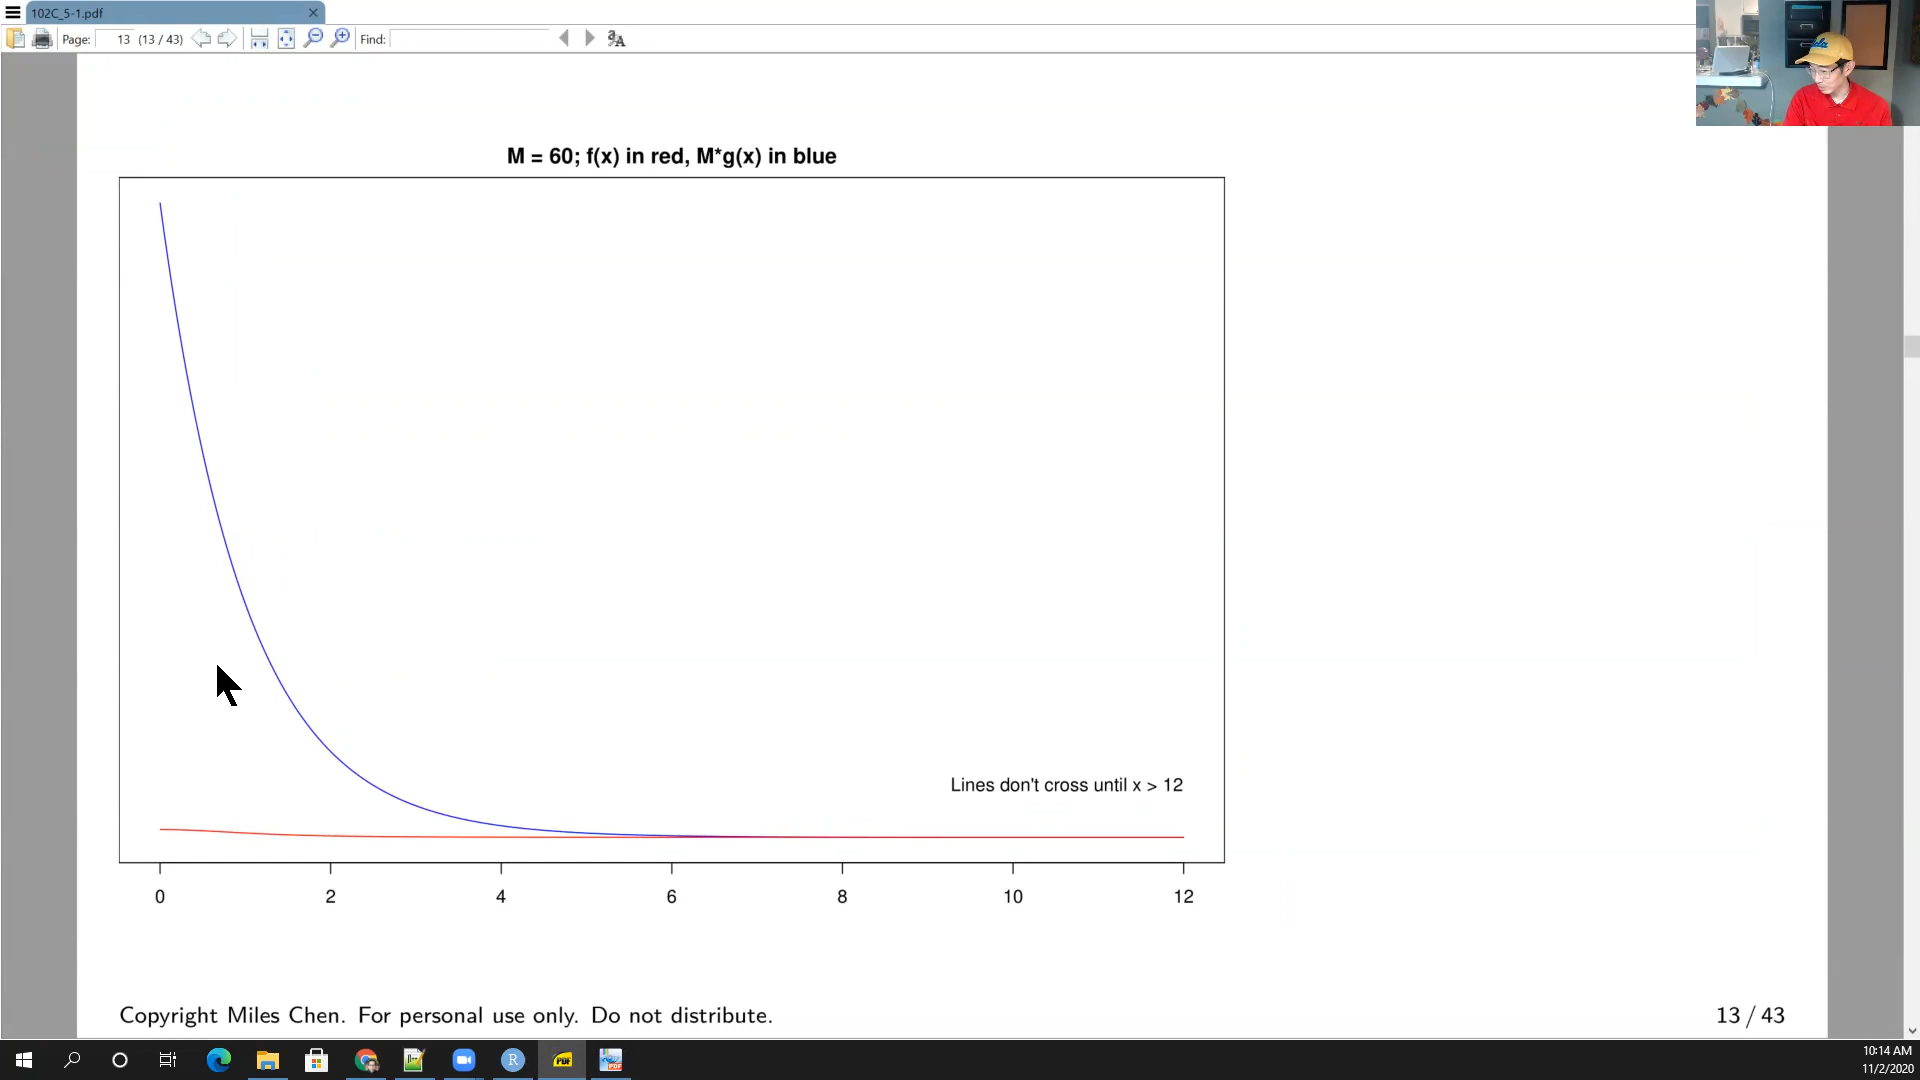 102C_5-1.pdf
Page: 13 (13 / 43) Find:
M = 60; f(x) in red, M*g(x) in blue
Lines don't cross until x > 12
0 2 4 6 8 10 12
Copyright Miles Chen. For personal use only. Do not distribute.
13 / 43
10:14 AM
11/2/2020